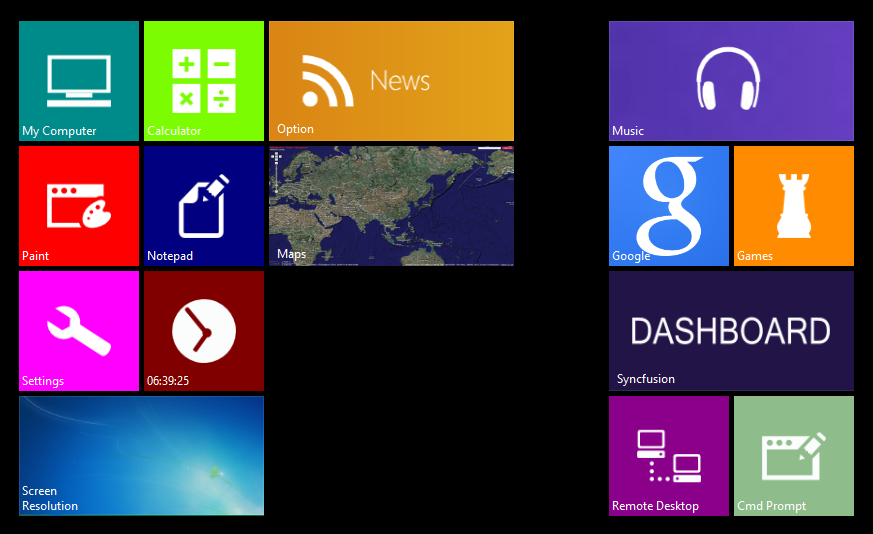 My Computer
Calculator
News
Option
Music
Paint
Notepad
Maps
g
Google
Games
Settings
06:39:25
DASHBOARD
Syncfusion
Screen
Resolution
Remote Desktop
Cmd Prompt